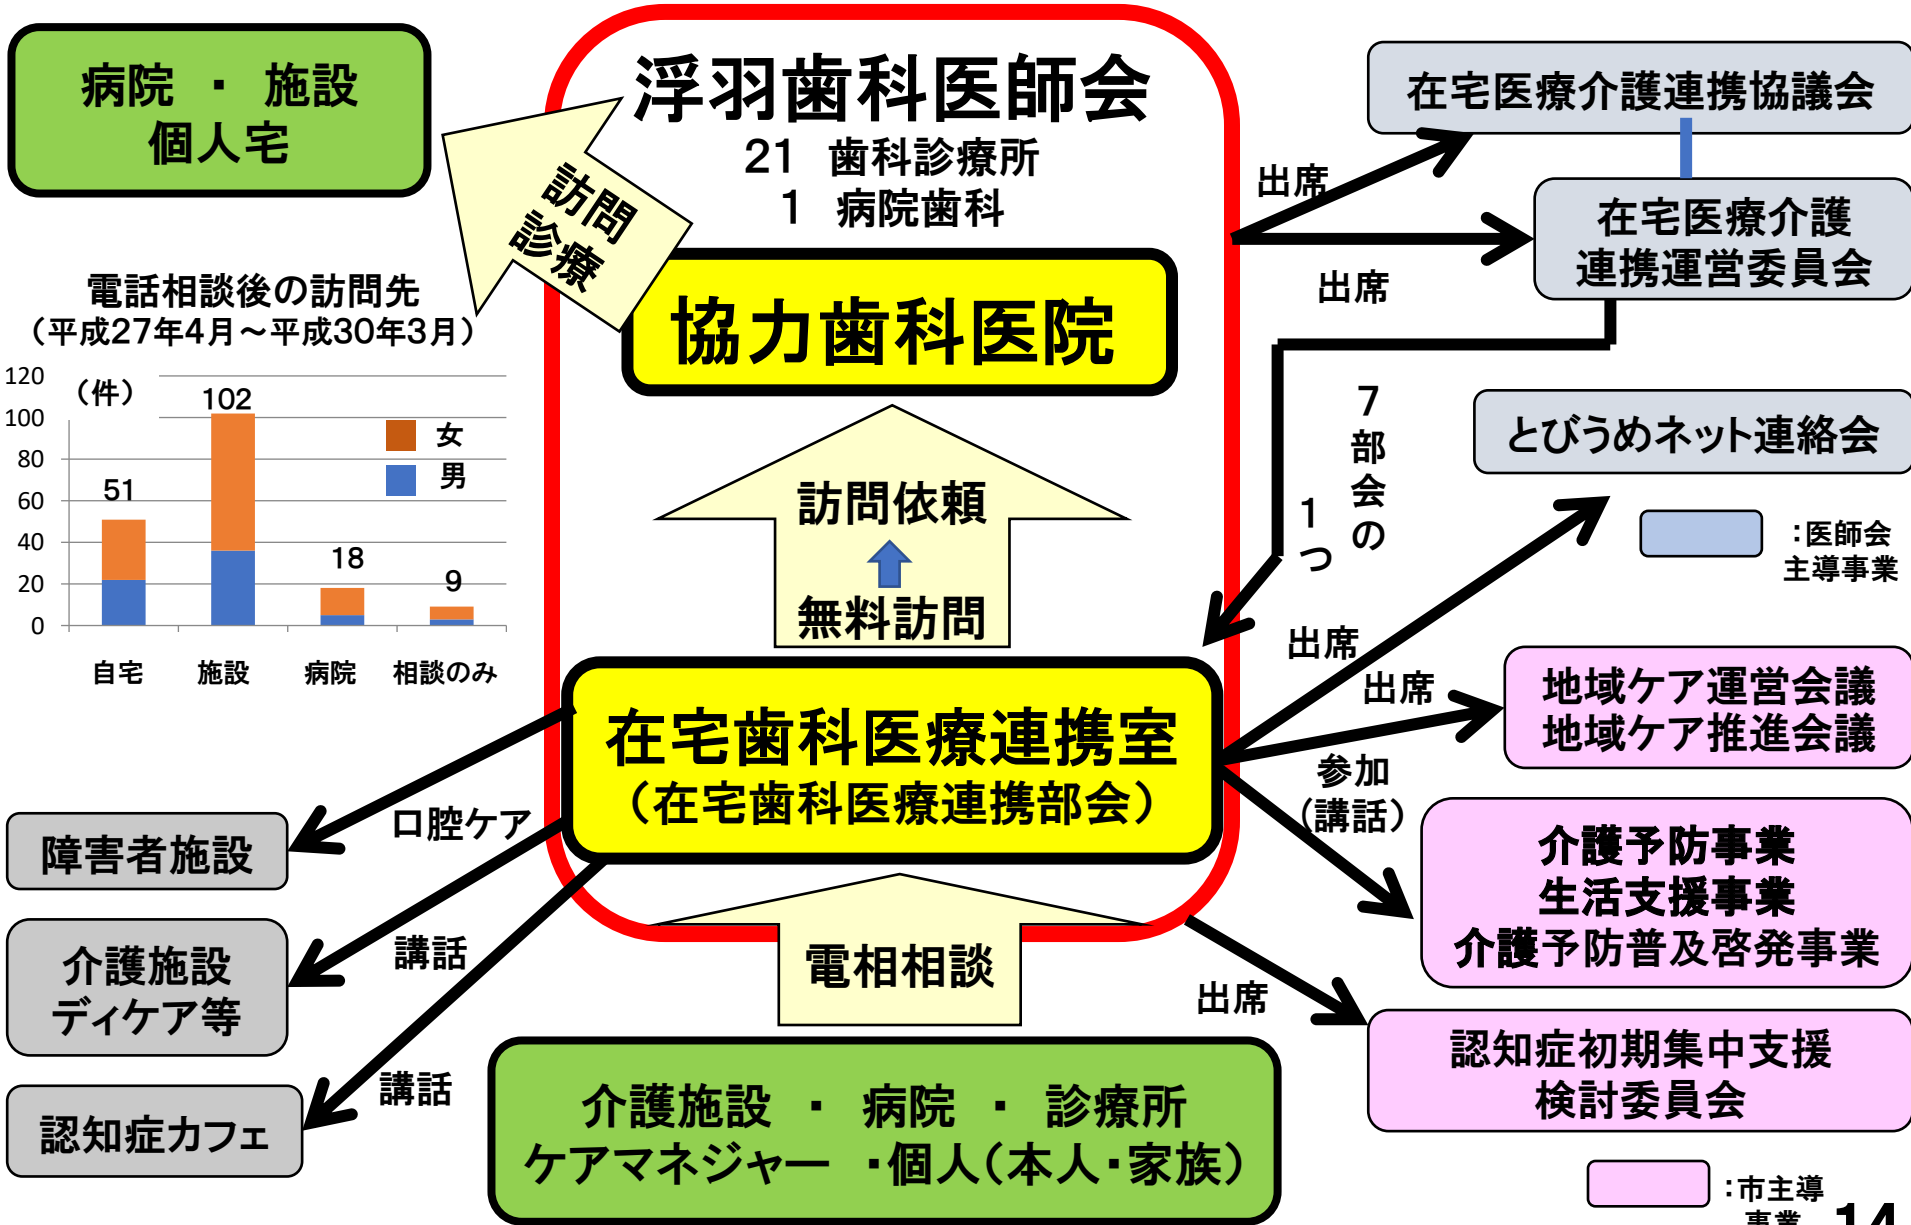 病院 ・ 施設
個人宅
浮羽歯科医師会
21 歯科診療所
1 病院歯科
訪問
診療
協力歯科医院
電話相談後の訪問先
（平成27年4月～平成30年3月）
（件）
120
100
80
60
40
20
0
51
102
18
9
女
男
自宅
施設
病院
相談のみ
訪問依頼
無料訪問
在宅歯科医療連携室
（在宅歯科医療連携部会）
電相相談
介護施設 ・ 病院 ・ 診療所
ケアマネジャー ・個人（本人・家族）
口腔ケア
講話
講話
障害者施設
介護施設
ディケア等
認知症カフェ
在宅医療介護連携協議会
出席
在宅医療介護
連携運営委員会
出席
7部会の
1つ
とびうめネット連絡会
：医師会
主導事業
出席
出席
地域ケア運営会議
地域ケア推進会議
参加
（講話）
介護予防事業
生活支援事業
介護予防普及啓発事業
出席
認知症初期集中支援
検討委員会
：市主導
事業
14